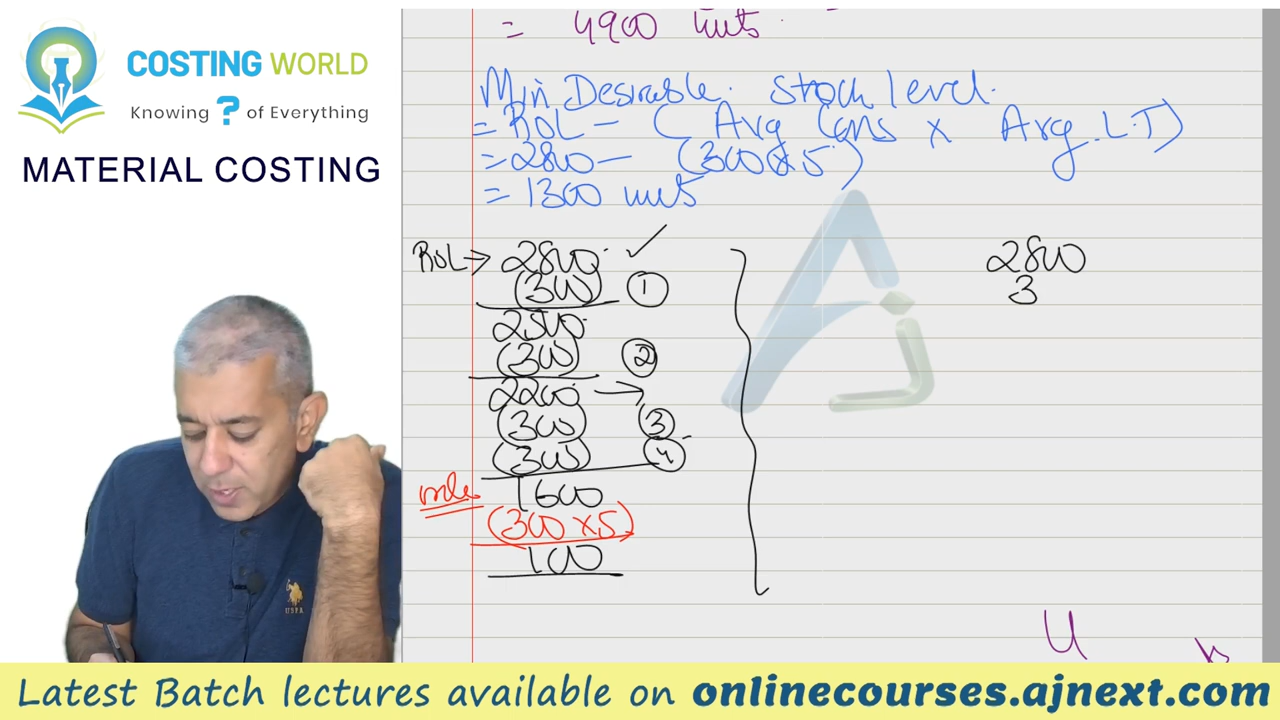 = 4900 units
COSTING WORLD
Knowing ? of Everything
MATERIAL COSTING
Min Desirable Stock level.
= ROL - ( Avg Cons x Avg. L.T)
= 2800 - (300 x 5)
= 1300 units
ROL → 2800 ✓
(300) ①
2500
(300) ②
2200 →
(300) ③
(300) ④
1600
(300 x 5)
100
2800
3
USPA
Latest Batch lectures available on onlinecourses.ajnext.com